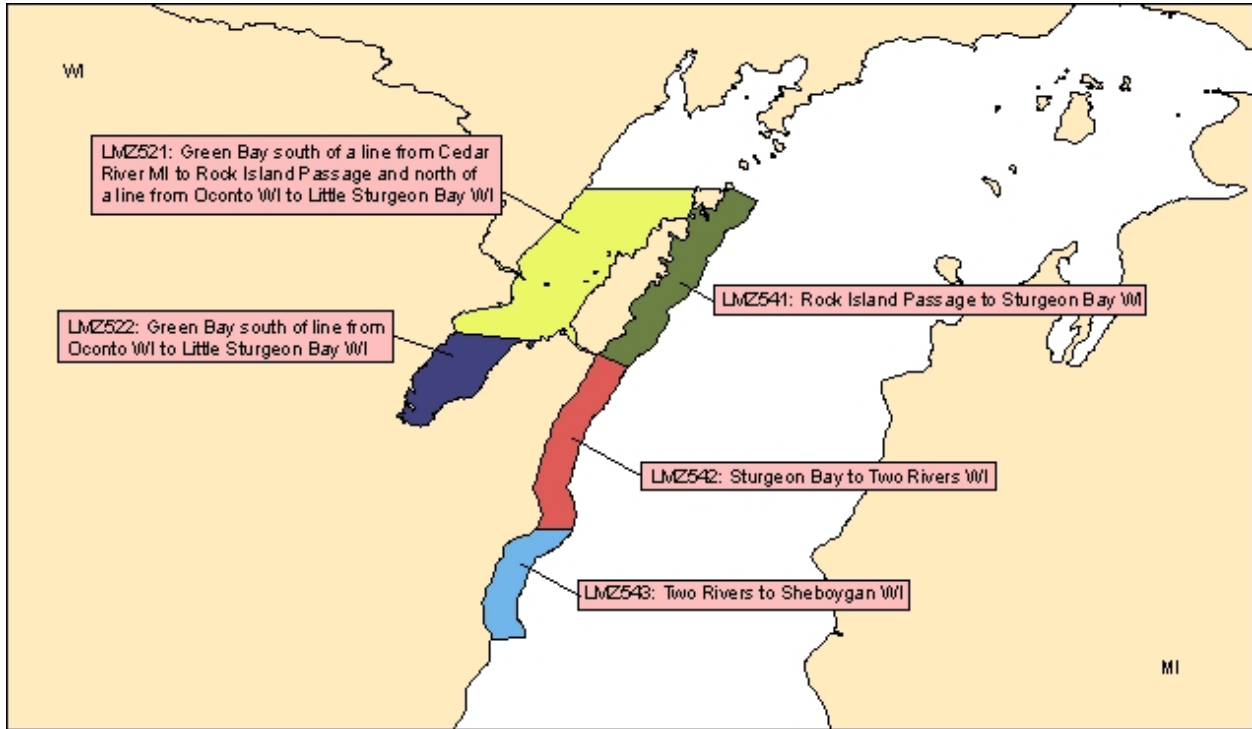 WI
LMZ521: Green Bay south of a line from Cedar
River MI to Rock Island Passage and north of
a line from Oconto WI to Little Sturgeon Bay WI
LMZ541: Rock Island Passage to Sturgeon Bay WI
LMZ522: Green Bay south of line from
Oconto WI to Little Sturgeon Bay WI
LMZ542: Sturgeon Bay to Two Rivers WI
LMZ543: Two Rivers to Sheboygan WI
MI